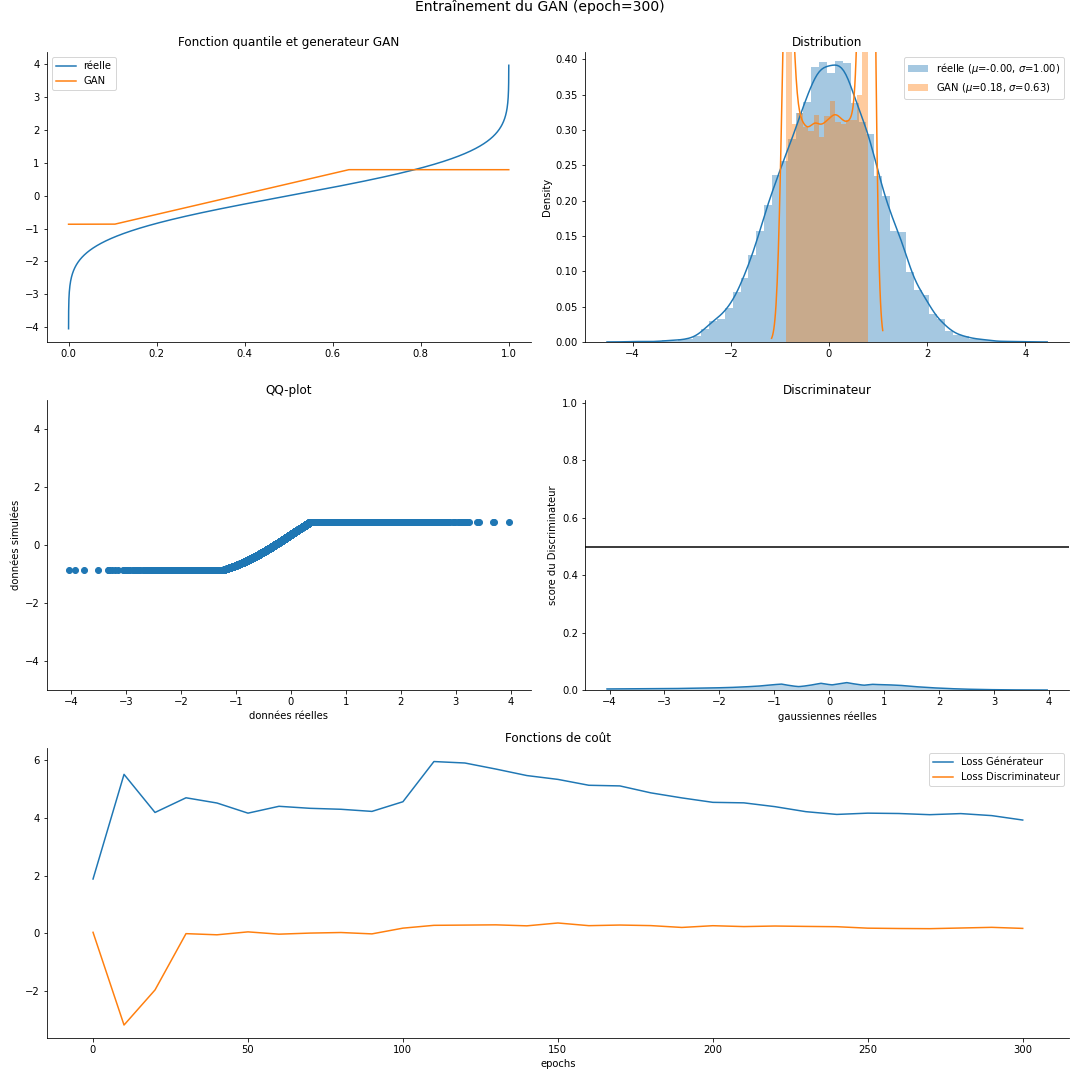 Entraînement du GAN (epoch=300)
Fonction quantile et generateur GAN
réelle
GAN
4
3
2
1
0
−1
−2
−3
−4
0.0 0.2 0.4 0.6 0.8 1.0
Distribution
réelle (μ=-0.00, σ=1.00)
GAN (μ=0.18, σ=0.63)
Density
0.40
0.35
0.30
0.25
0.20
0.15
0.10
0.05
0.00
−4 −2 0 2 4
QQ-plot
données simulées
4
2
0
−2
−4
−4 −3 −2 −1 0 1 2 3 4
données réelles
Discriminateur
score du Discriminateur
1.0
0.8
0.6
0.4
0.2
0.0
−4 −3 −2 −1 0 1 2 3 4
gaussiennes réelles
Fonctions de coût
Loss Générateur
Loss Discriminateur
6
4
2
0
−2
0 50 100 150 200 250 300
epochs